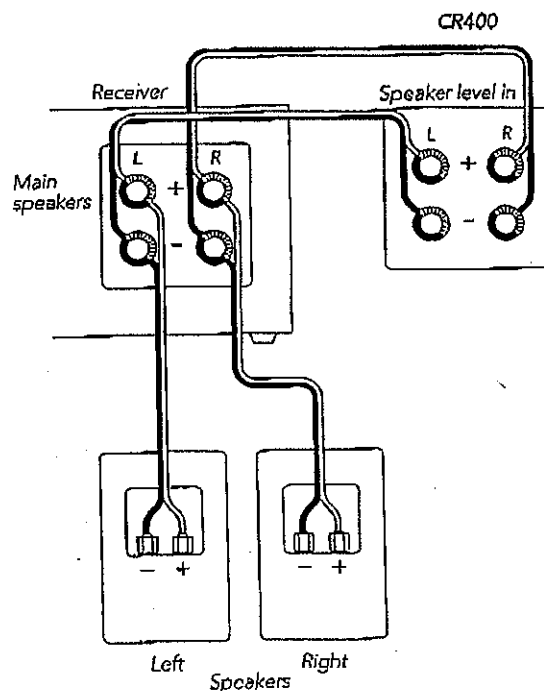 CR400
Receiver
Speaker level in
L R
L R
Main
speakers
+
+
-
-
- +
- +
Left Right
Speakers